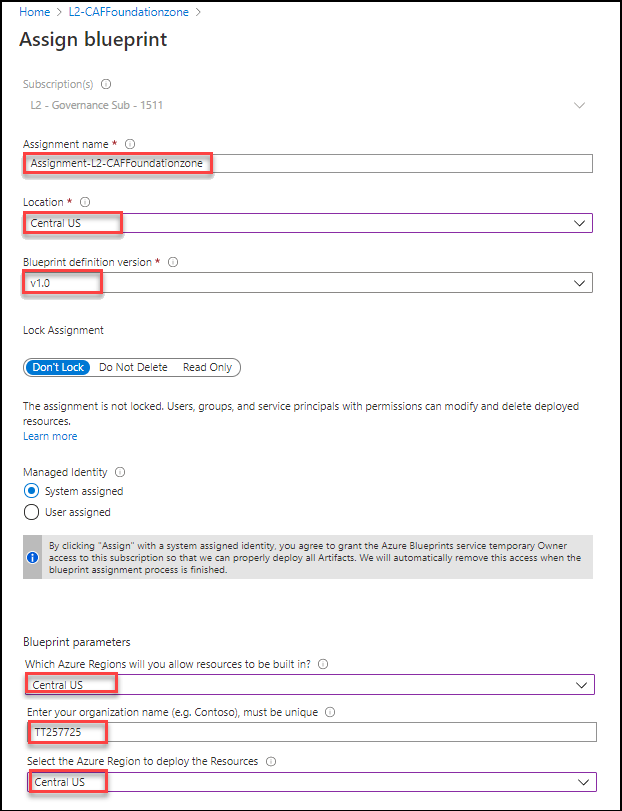 Home > L2-CAFFoundationzone >
Assign blueprint
Subscription(s)
L2 - Governance Sub - 1511
Assignment name *
Assignment-L2-CAFFoundationzone
Location *
Central US
Blueprint definition version *
v1.0
Lock Assignment
Don't Lock Do Not Delete Read Only
The assignment is not locked. Users, groups, and service principals with permissions can modify and delete deployed
resources.
Learn more
Managed Identity
System assigned
User assigned
By clicking "Assign" with a system assigned identity, you agree to grant the Azure Blueprints service temporary Owner
access to this subscription so that we can properly deploy all Artifacts. We will automatically remove this access when the
blueprint assignment process is finished.
Blueprint parameters
Which Azure Regions will you allow resources to be built in?
Central US
Enter your organization name (e.g. Contoso), must be unique
TT257725
Select the Azure Region to deploy the Resources
Central US